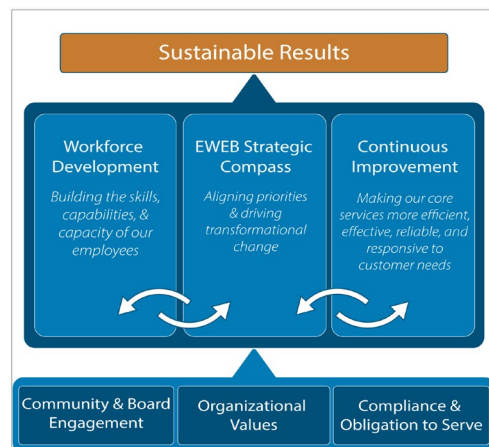 Sustainable Results
Workforce
Development
Building the skills,
capabilities, &
capacity of our
employees
EWEB Strategic
Compass
Aligning priorities
& driving
transformational
change
Continuous
Improvement
Making our core
services more efficient,
effective, reliable, and
responsive to
customer needs
Community & Board
Engagement
Organizational
Values
Compliance &
Obligation to Serve